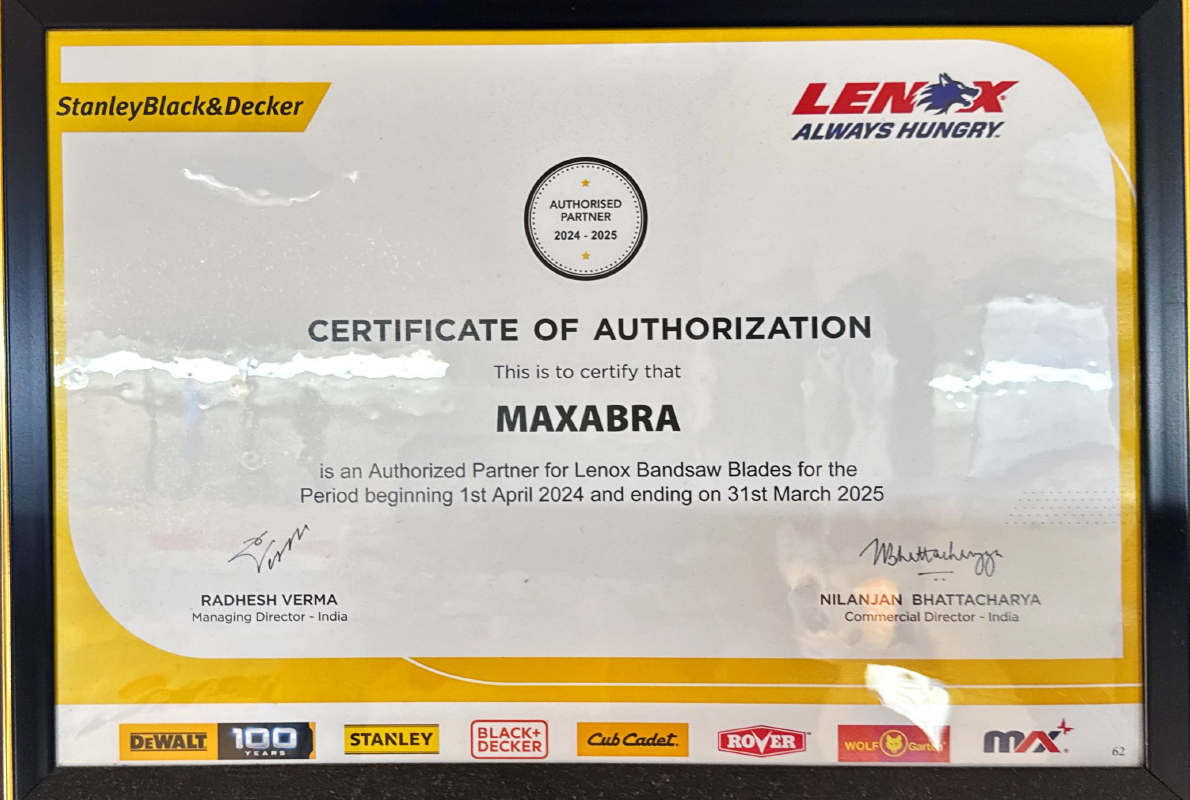 StanleyBlack&Decker
LENOX
ALWAYS HUNGRY.
AUTHORISED
PARTNER
2024 - 2025
CERTIFICATE OF AUTHORIZATION
This is to certify that
MAXABRA
is an Authorized Partner for Lenox Bandsaw Blades for the
Period beginning 1st April 2024 and ending on 31st March 2025
Verma
NBhattacharyya
RADHESH VERMA
Managing Director - India
NILANJAN BHATTACHARYA
Commercial Director - India
DEWALT
100
YEARS
STANLEY
BLACK+
DECKER
Cub Cadet.
ROVER
WOLF Garten
MAX
62